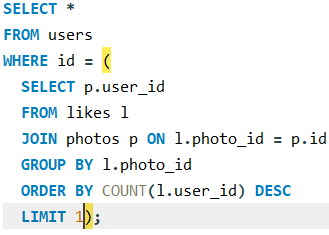 SELECT *
FROM users
WHERE id = (
SELECT p.user_id
FROM likes l
JOIN photos p ON l.photo_id = p.id
GROUP BY l.photo_id
ORDER BY COUNT(l.user_id) DESC
LIMIT 1);